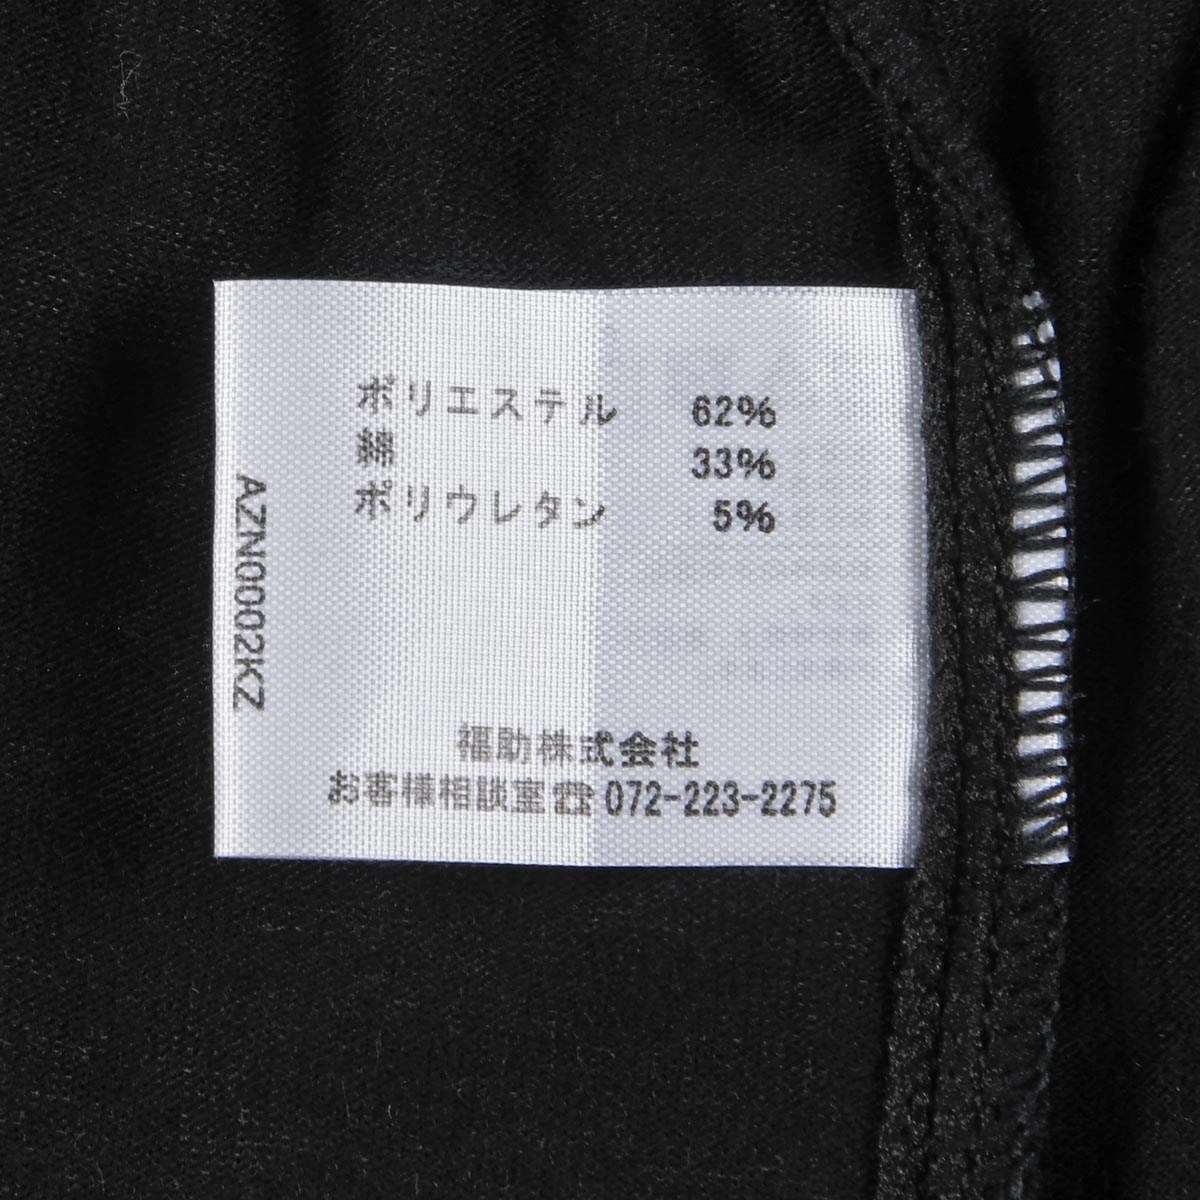 ポリエステル 62%
綿 33%
ポリウレタン 5%
福助株式会社
お客様相談室☎072-223-2275
AZN0002KZ